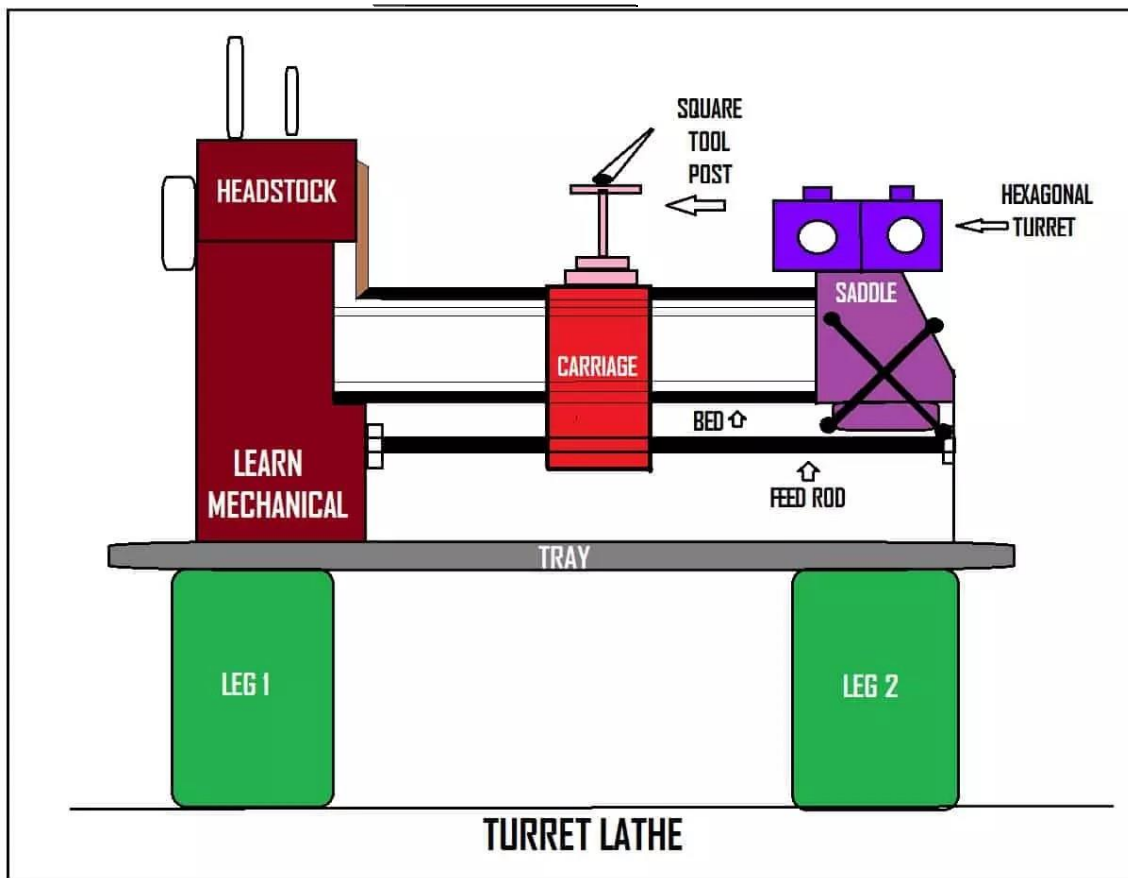 SQUARE
TOOL
POST
HEADSTOCK
HEXAGONAL
TURRET
SADDLE
CARRIAGE
BED
LEARN
MECHANICAL
FEED ROD
TRAY
LEG 1
LEG 2
TURRET LATHE